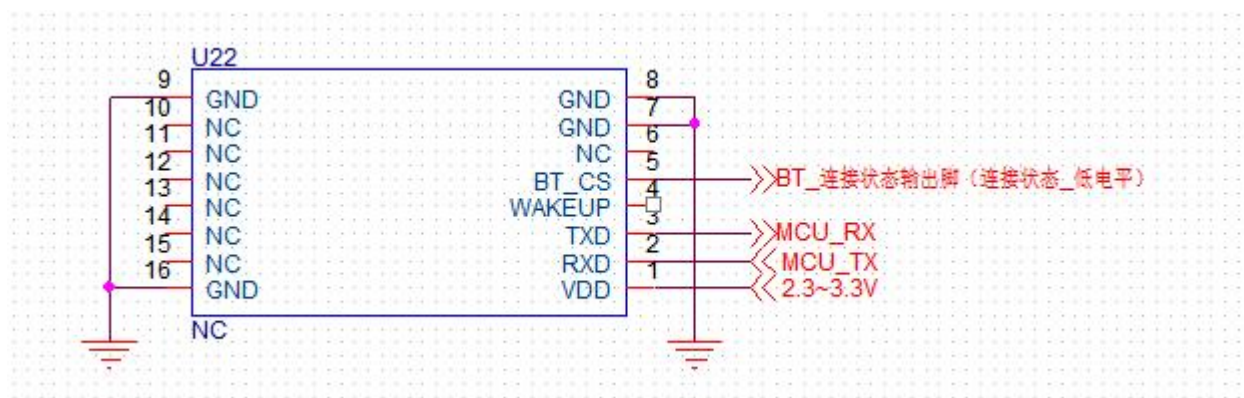 U22
9 GND GND 8
10 NC GND 7
11 NC NC 6
12 NC BT_CS 5 BT_连接状态输出脚（连接状态_低电平）
13 NC WAKEUP 4
14 NC TXD 3 MCU_RX
15 NC RXD 2 MCU_TX
16 GND VDD 1 2.3~3.3V
NC